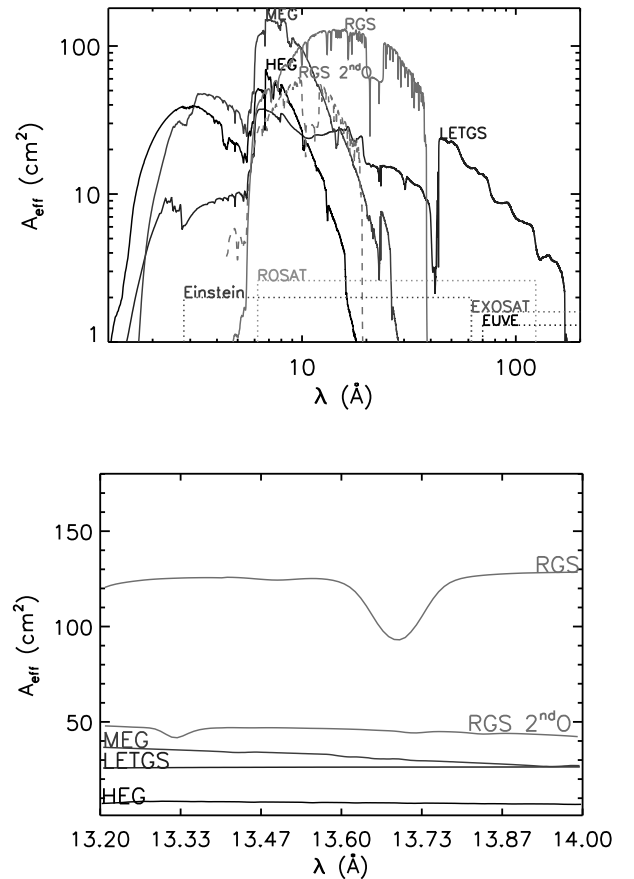 MEG
RGS
HEG
RGS 2ndO
LETGS
ROSAT
Einstein
EXOSAT
EUVE
100
10
1
Aeff (cm2)
10
100
λ (Å)
150
100
50
Aeff (cm2)
RGS
RGS 2ndO
MEG
LETGS
HEG
13.20 13.33 13.47 13.60 13.73 13.87 14.00
λ (Å)